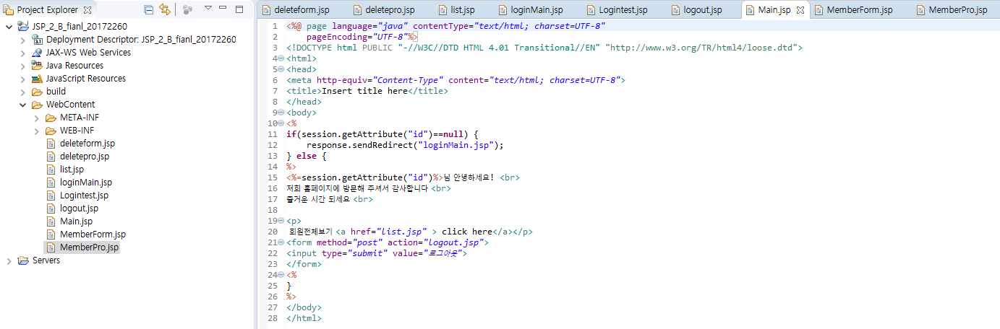 Project Explorer
JSP_2_B_fianl_20172260
Deployment Descriptor: JSP_2_B_fianl_20172260
JAX-WS Web Services
Java Resources
JavaScript Resources
build
WebContent
META-INF
WEB-INF
deleteform.jsp
deletepro.jsp
list.jsp
loginMain.jsp
Logintest.jsp
logout.jsp
Main.jsp
MemberForm.jsp
MemberPro.jsp
Servers
deleteform.jsp deletepro.jsp list.jsp loginMain.jsp Logintest.jsp logout.jsp Main.jsp MemberForm.jsp MemberPro.jsp
1 <%@ page language="java" contentType="text/html; charset=UTF-8"
2     pageEncoding="UTF-8"%>
3 <!DOCTYPE html PUBLIC "-//W3C//DTD HTML 4.01 Transitional//EN" "http://www.w3.org/TR/html4/loose.dtd">
4 <html>
5 <head>
6 <meta http-equiv="Content-Type" content="text/html; charset=UTF-8">
7 <title>Insert title here</title>
8 </head>
9 <body>
10 <%
11 if(session.getAttribute("id")==null) {
12     response.sendRedirect("loginMain.jsp");
13 } else {
14 %>
15 <%=session.getAttribute("id")%>님 안녕하세요! <br>
16 저희 홈페이지에 방문해 주셔서 감사합니다 <br>
17 즐거운 시간 되세요 <br>
18
19 <p>
20  회원전체보기 <a href="list.jsp" > click here</a></p>
21 <form method="post" action="logout.jsp">
22 <input type="submit" value="로그아웃">
23 </form>
24 <%
25 }
26 %>
27 </body>
28 </html>